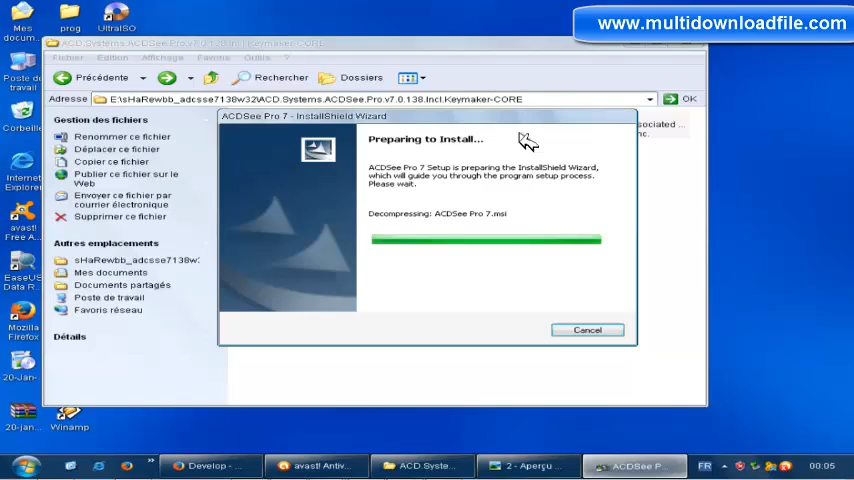 www.multidownloadfile.com
Mes docum...
prog
UltraISO
ACD.Systems.ACDSee.Pro.v7.0.138.Incl.Keymaker-CORE
Fichier Edition Affichage Favoris Outils ?
Poste de travail
Précédente
Rechercher
Dossiers
Adresse E:\sHaRewbb_adcsse7138w32\ACD.Systems.ACDSee.Pro.v7.0.138.Incl.Keymaker-CORE OK
Corbeille
Internet Explorer
avast! Free A...
EaseUS Data R...
Mozilla Firefox
20-Jan-
20-jan...
Winamp
Gestion des fichiers
Renommer ce fichier
Déplacer ce fichier
Copier ce fichier
Publier ce fichier sur le
Web
Envoyer ce fichier par
courrier électronique
Supprimer ce fichier
Autres emplacements
sHaRewbb_adcsse7138w3
Mes documents
Documents partagés
Poste de travail
Favoris réseau
Détails
ssociated ...
nc.
ACDSee Pro 7 - InstallShield Wizard
Preparing to Install...
ACDSee Pro 7 Setup is preparing the InstallShield Wizard,
which will guide you through the program setup process.
Please wait.
Decompressing: ACDSee Pro 7.msi
Cancel
Develop - ...
avast! Antiv...
ACD.Syste...
2 - Aperçu ...
ACDSee P...
FR
00:05